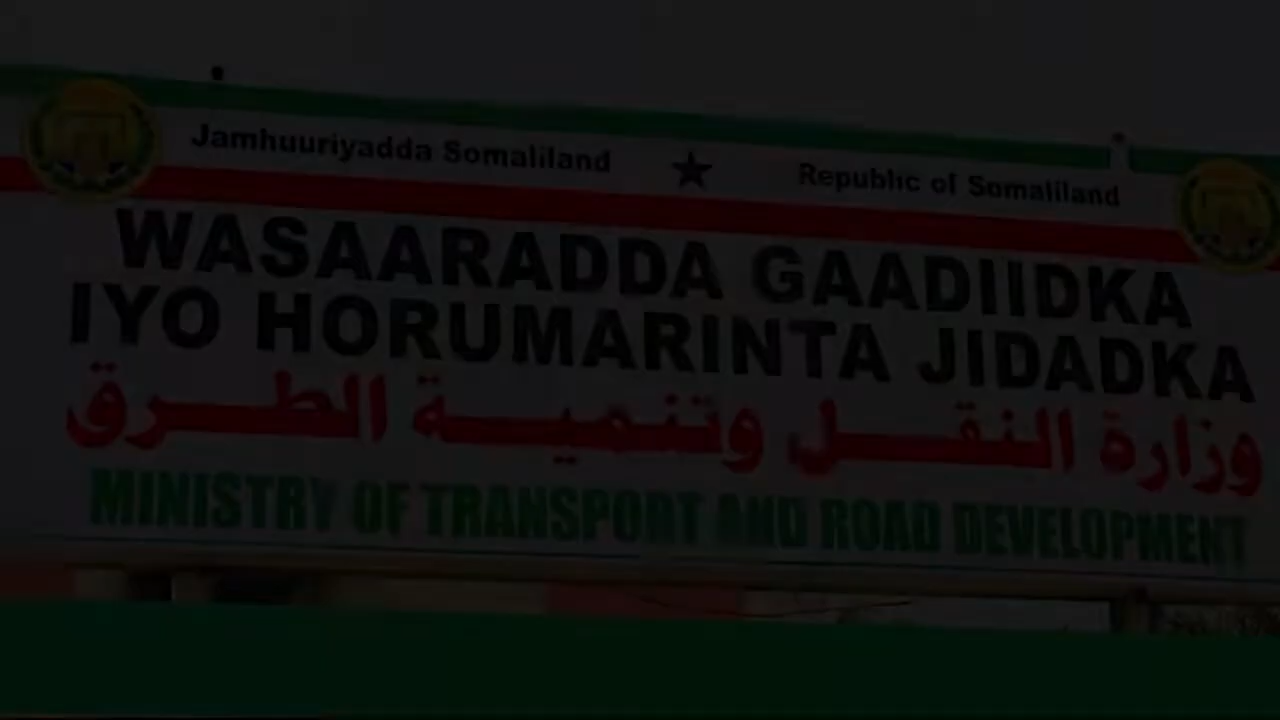 Jamhuuriyadda Somaliland ★ Republic of Somaliland
WASAARADDA GAADIIDKA
IYO HORUMARINTA JIDADKA
وزارة النقل وتنمية الطرق
MINISTRY OF TRANSPORT AND ROAD DEVELOPMENT